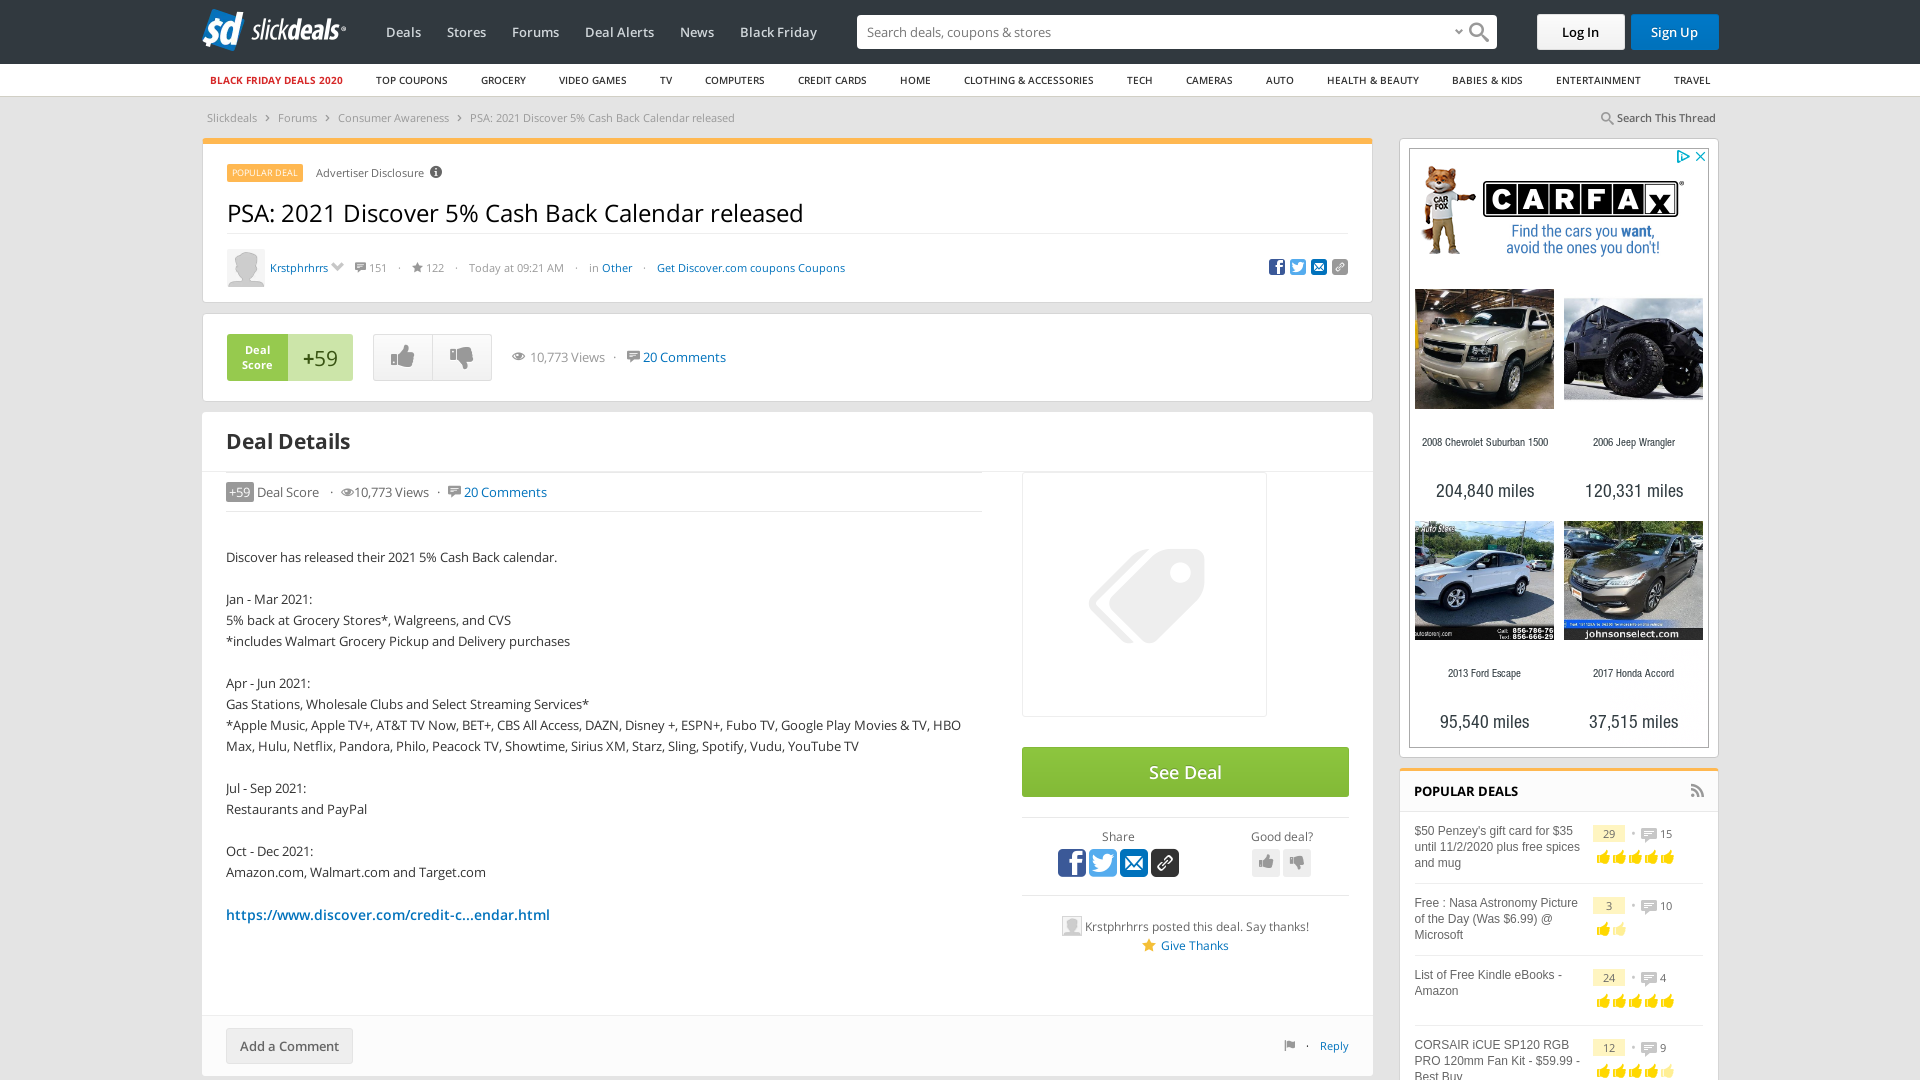 slickdeals
Deals
Stores
Forums
Deal Alerts
News
Black Friday
Search deals, coupons & stores
Log In
Sign Up
BLACK FRIDAY DEALS 2020
TOP COUPONS
GROCERY
VIDEO GAMES
TV
COMPUTERS
CREDIT CARDS
HOME
CLOTHING & ACCESSORIES
TECH
CAMERAS
AUTO
HEALTH & BEAUTY
BABIES & KIDS
ENTERTAINMENT
TRAVEL
Slickdeals › Forums › Consumer Awareness › PSA: 2021 Discover 5% Cash Back Calendar released
Search This Thread
POPULAR DEAL
Advertiser Disclosure
PSA: 2021 Discover 5% Cash Back Calendar released
Krstphrhrrs 151 · 122 · Today at 09:21 AM · in Other · Get Discover.com coupons Coupons
Deal
Score
+59
10,773 Views · 20 Comments
Deal Details
+59 Deal Score · 10,773 Views · 20 Comments
Discover has released their 2021 5% Cash Back calendar.
Jan - Mar 2021:
5% back at Grocery Stores*, Walgreens, and CVS
*includes Walmart Grocery Pickup and Delivery purchases
Apr - Jun 2021:
Gas Stations, Wholesale Clubs and Select Streaming Services*
*Apple Music, Apple TV+, AT&T TV Now, BET+, CBS All Access, DAZN, Disney +, ESPN+, Fubo TV, Google Play Movies & TV, HBO
Max, Hulu, Netflix, Pandora, Philo, Peacock TV, Showtime, Sirius XM, Starz, Sling, Spotify, Vudu, YouTube TV
Jul - Sep 2021:
Restaurants and PayPal
Oct - Dec 2021:
Amazon.com, Walmart.com and Target.com
https://www.discover.com/credit-c...endar.html
See Deal
Share
Good deal?
Krstphrhrrs posted this deal. Say thanks!
Give Thanks
Add a Comment
· Reply
CAR
FOX
CARFAX
Find the cars you want,
avoid the ones you don't!
2008 Chevrolet Suburban 1500
204,840 miles
2006 Jeep Wrangler
120,331 miles
Call: 856-786-76
Text: 856-666-29
2013 Ford Escape
95,540 miles
johnsonselect.com
2017 Honda Accord
37,515 miles
POPULAR DEALS
$50 Penzey's gift card for $35
until 11/2/2020 plus free spices
and mug
29 • 15
Free : Nasa Astronomy Picture
of the Day (Was $6.99) @
Microsoft
3 • 10
List of Free Kindle eBooks -
Amazon
24 • 4
CORSAIR iCUE SP120 RGB
PRO 120mm Fan Kit - $59.99 -
Best Buy
12 • 9